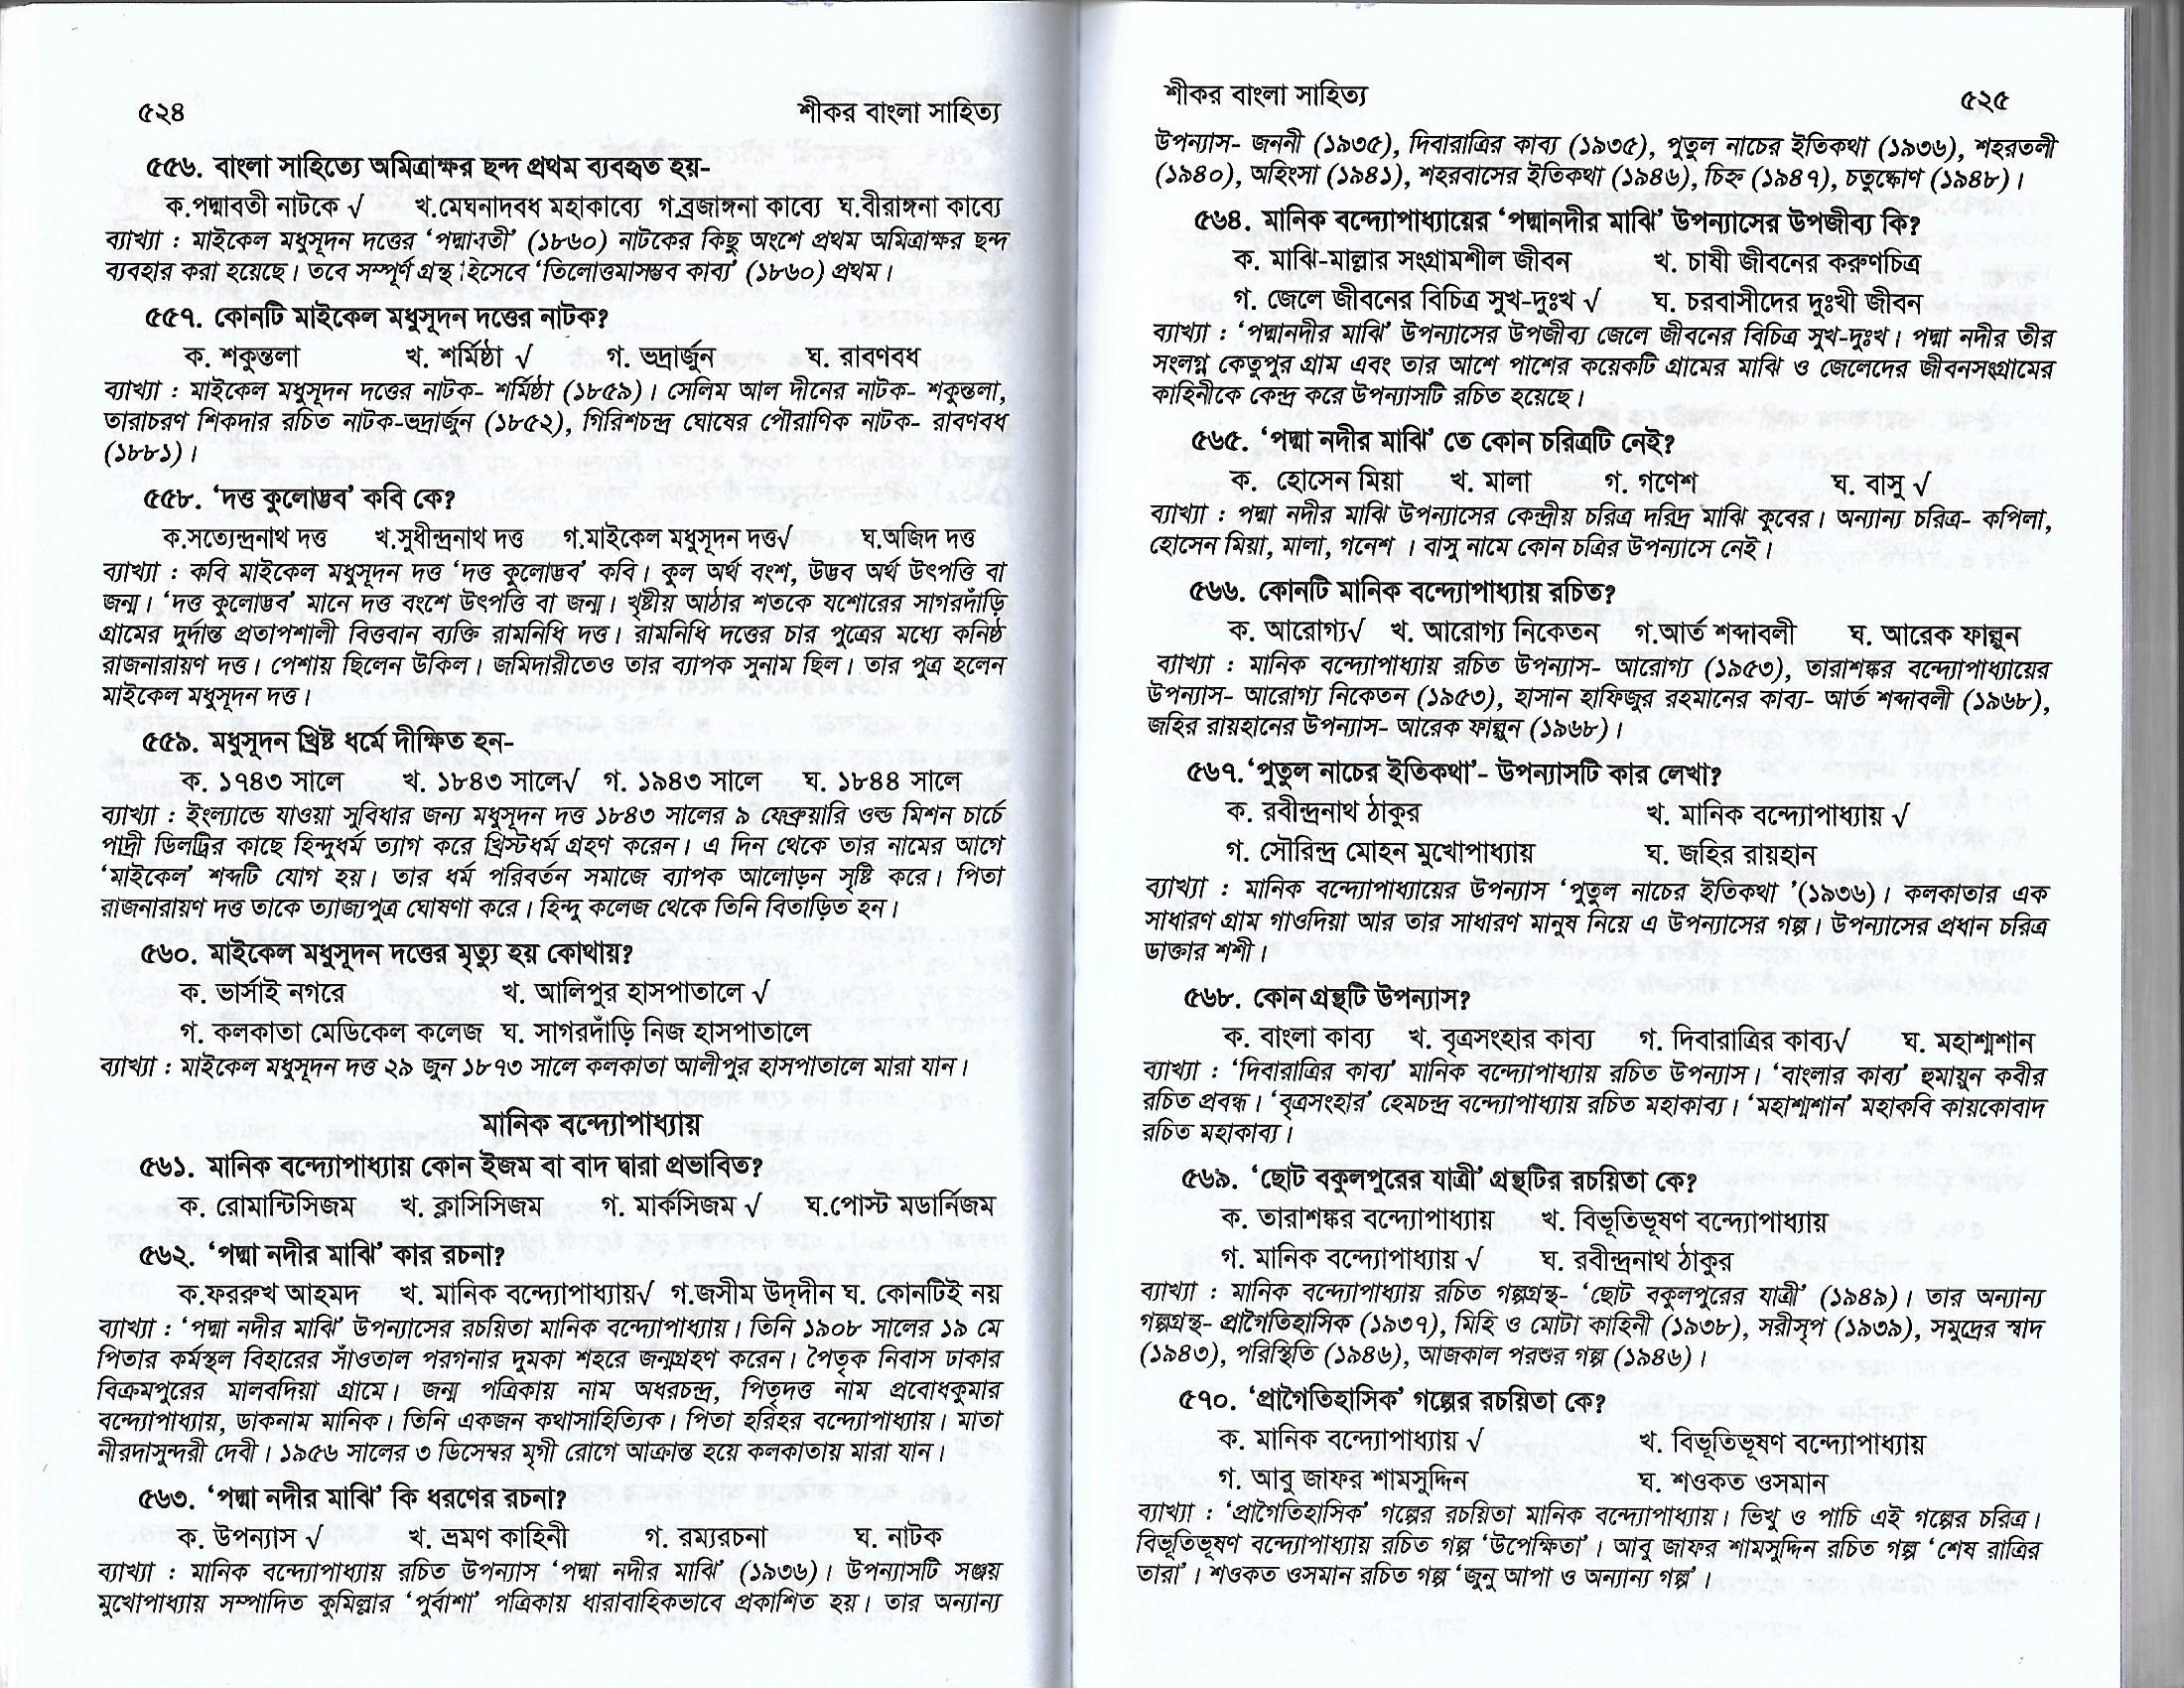 ৫২৪
শীকর বাংলা সাহিত্য
৫৫৬. বাংলা সাহিত্যে অমিত্রাক্ষর ছন্দ প্রথম ব্যবহৃত হয়-
ক.পদ্মাবতী নাটকে √ খ.মেঘনাদবধ মহাকাব্যে গ.ব্রজাঙ্গনা কাব্যে ঘ.বীরাঙ্গনা কাব্যে
ব্যাখ্যা : মাইকেল মধুসূদন দত্তের ‘পদ্মাবতী’ (১৮৬০) নাটকের কিছু অংশে প্রথম অমিত্রাক্ষর ছন্দ
ব্যবহার করা হয়েছে। তবে সম্পূর্ণ গ্রন্থ হিসেবে ‘তিলোত্তমাসম্ভব কাব্য’ (১৮৬০) প্রথম।
৫৫৭. কোনটি মাইকেল মধুসূদন দত্তের নাটক?
ক. শকুন্তলা খ. শর্মিষ্ঠা √ গ. ভদ্রার্জুন ঘ. রাবণবধ
ব্যাখ্যা : মাইকেল মধুসূদন দত্তের নাটক- শর্মিষ্ঠা (১৮৫৯)। সেলিম আল দীনের নাটক- শকুন্তলা,
তারাচরণ শিকদার রচিত নাটক-ভদ্রার্জুন (১৮৫২), গিরিশচন্দ্র ঘোষের পৌরাণিক নাটক- রাবণবধ
(১৮৮১)।
৫৫৮. ‘দত্ত কুলোদ্ভব’ কবি কে?
ক.সত্যেন্দ্রনাথ দত্ত খ.সুধীন্দ্রনাথ দত্ত গ.মাইকেল মধুসূদন দত্ত√ ঘ.অজিদ দত্ত
ব্যাখ্যা : কবি মাইকেল মধুসূদন দত্ত ‘দত্ত কুলোদ্ভব’ কবি। কুল অর্থ বংশ, উদ্ভব অর্থ উৎপত্তি বা
জন্ম। ‘দত্ত কুলোদ্ভব’ মানে দত্ত বংশে উৎপত্তি বা জন্ম। খৃষ্টীয় আঠার শতকে যশোরের সাগরদাঁড়ি
গ্রামের দুর্দান্ত প্রতাপশালী বিত্তবান ব্যক্তি রামনিধি দত্ত। রামনিধি দত্তের চার পুত্রের মধ্যে কনিষ্ঠ
রাজনারায়ণ দত্ত। পেশায় ছিলেন উকিল। জমিদারীতেও তার ব্যাপক সুনাম ছিল। তার পুত্র হলেন
মাইকেল মধুসূদন দত্ত।
৫৫৯. মধুসূদন খ্রিষ্ট ধর্মে দীক্ষিত হন-
ক. ১৭৪৩ সালে খ. ১৮৪৩ সালে√ গ. ১৯৪৩ সালে ঘ. ১৮৪৪ সালে
ব্যাখ্যা : ইংল্যান্ডে যাওয়া সুবিধার জন্য মধুসূদন দত্ত ১৮৪৩ সালের ৯ ফেব্রুয়ারি ওল্ড মিশন চার্চে
পাদ্রী ডিলট্রির কাছে হিন্দুধর্ম ত্যাগ করে খ্রিস্টধর্ম গ্রহণ করেন। এ দিন থেকে তার নামের আগে
‘মাইকেল’ শব্দটি যোগ হয়। তার ধর্ম পরিবর্তন সমাজে ব্যাপক আলোড়ন সৃষ্টি করে। পিতা
রাজনারায়ণ দত্ত তাকে ত্যাজ্যপুত্র ঘোষণা করে। হিন্দু কলেজ থেকে তিনি বিতাড়িত হন।
৫৬০. মাইকেল মধুসূদন দত্তের মৃত্যু হয় কোথায়?
ক. ভার্সাই নগরে খ. আলিপুর হাসপাতালে √
গ. কলকাতা মেডিকেল কলেজ ঘ. সাগরদাঁড়ি নিজ হাসপাতালে
ব্যাখ্যা : মাইকেল মধুসূদন দত্ত ২৯ জুন ১৮৭৩ সালে কলকাতা আলীপুর হাসপাতালে মারা যান।
মানিক বন্দ্যোপাধ্যায়
৫৬১. মানিক বন্দ্যোপাধ্যায় কোন ইজম বা বাদ দ্বারা প্রভাবিত?
ক. রোমান্টিসিজম খ. ক্লাসিসিজম গ. মার্কসিজম √ ঘ.পোস্ট মডার্নিজম
৫৬২. ‘পদ্মা নদীর মাঝি’ কার রচনা?
ক.ফররুখ আহমদ খ. মানিক বন্দ্যোপাধ্যায়√ গ.জসীম উদ্‌দীন ঘ. কোনটিই নয়
ব্যাখ্যা : ‘পদ্মা নদীর মাঝি’ উপন্যাসের রচয়িতা মানিক বন্দ্যোপাধ্যায়। তিনি ১৯০৮ সালের ১৯ মে
পিতার কর্মস্থল বিহারের সাঁওতাল পরগনার দুমকা শহরে জন্মগ্রহণ করেন। পৈতৃক নিবাস ঢাকার
বিক্রমপুরের মালবদিয়া গ্রামে। জন্ম পত্রিকায় নাম অধরচন্দ্র, পিতৃদত্ত নাম প্রবোধকুমার
বন্দ্যোপাধ্যায়, ডাকনাম মানিক। তিনি একজন কথাসাহিত্যিক। পিতা হরিহর বন্দ্যোপাধ্যায়। মাতা
নীরদাসুন্দরী দেবী। ১৯৫৬ সালের ৩ ডিসেম্বর মৃগী রোগে আক্রান্ত হয়ে কলকাতায় মারা যান।
৫৬৩. ‘পদ্মা নদীর মাঝি’ কি ধরণের রচনা?
ক. উপন্যাস √ খ. ভ্রমণ কাহিনী গ. রম্যরচনা ঘ. নাটক
ব্যাখ্যা : মানিক বন্দ্যোপাধ্যায় রচিত উপন্যাস ‘পদ্মা নদীর মাঝি’ (১৯৩৬)। উপন্যাসটি সঞ্জয়
মুখোপাধ্যায় সম্পাদিত কুমিল্লার ‘পুর্বাশা’ পত্রিকায় ধারাবাহিকভাবে প্রকাশিত হয়। তার অন্যান্য
শীকর বাংলা সাহিত্য
৫২৫
উপন্যাস- জননী (১৯৩৫), দিবারাত্রির কাব্য (১৯৩৫), পুতুল নাচের ইতিকথা (১৯৩৬), শহরতলী
(১৯৪০), অহিংসা (১৯৪১), শহরবাসের ইতিকথা (১৯৪৬), চিহ্ন (১৯৪৭), চতুষ্কোণ (১৯৪৮)।
৫৬৪. মানিক বন্দ্যোপাধ্যায়ের ‘পদ্মানদীর মাঝি’ উপন্যাসের উপজীব্য কি?
ক. মাঝি-মাল্লার সংগ্রামশীল জীবন খ. চাষী জীবনের করুণচিত্র
গ. জেলে জীবনের বিচিত্র সুখ-দুঃখ √ ঘ. চরবাসীদের দুঃখী জীবন
ব্যাখ্যা : ‘পদ্মানদীর মাঝি’ উপন্যাসের উপজীব্য জেলে জীবনের বিচিত্র সুখ-দুঃখ। পদ্মা নদীর তীর
সংলগ্ন কেতুপুর গ্রাম এবং তার আশে পাশের কয়েকটি গ্রামের মাঝি ও জেলেদের জীবনসংগ্রামের
কাহিনীকে কেন্দ্র করে উপন্যাসটি রচিত হয়েছে।
৫৬৫. ‘পদ্মা নদীর মাঝি’ তে কোন চরিত্রটি নেই?
ক. হোসেন মিয়া খ. মালা গ. গণেশ ঘ. বাসু √
ব্যাখ্যা : পদ্মা নদীর মাঝি উপন্যাসের কেন্দ্রীয় চরিত্র দরিদ্র মাঝি কুবের। অন্যান্য চরিত্র- কপিলা,
হোসেন মিয়া, মালা, গনেশ । বাসু নামে কোন চত্রির উপন্যাসে নেই।
৫৬৬. কোনটি মানিক বন্দ্যোপাধ্যায় রচিত?
ক. আরোগ্য√ খ. আরোগ্য নিকেতন গ.আর্ত শব্দাবলী ঘ. আরেক ফাল্গুন
ব্যাখ্যা : মানিক বন্দ্যোপাধ্যায় রচিত উপন্যাস- আরোগ্য (১৯৫৩), তারাশঙ্কর বন্দ্যোপাধ্যায়ের
উপন্যাস- আরোগ্য নিকেতন (১৯৫৩), হাসান হাফিজুর রহমানের কাব্য- আর্ত শব্দাবলী (১৯৬৮),
জহির রায়হানের উপন্যাস- আরেক ফাল্গুন (১৯৬৮)।
৫৬৭.‘পুতুল নাচের ইতিকথা’- উপন্যাসটি কার লেখা?
ক. রবীন্দ্রনাথ ঠাকুর খ. মানিক বন্দ্যোপাধ্যায় √
গ. সৌরিন্দ্র মোহন মুখোপাধ্যায় ঘ. জহির রায়হান
ব্যাখ্যা : মানিক বন্দ্যোপাধ্যায়ের উপন্যাস ‘পুতুল নাচের ইতিকথা ’(১৯৩৬)। কলকাতার এক
সাধারণ গ্রাম গাওদিয়া আর তার সাধারণ মানুষ নিয়ে এ উপন্যাসের গল্প। উপন্যাসের প্রধান চরিত্র
ডাক্তার শশী।
৫৬৮. কোন গ্রন্থটি উপন্যাস?
ক. বাংলা কাব্য খ. বৃত্রসংহার কাব্য গ. দিবারাত্রির কাব্য√ ঘ. মহাশ্মশান
ব্যাখ্যা : ‘দিবারাত্রির কাব্য’ মানিক বন্দ্যোপাধ্যায় রচিত উপন্যাস। ‘বাংলার কাব্য’ হুমায়ুন কবীর
রচিত প্রবন্ধ। ‘বৃত্রসংহার’ হেমচন্দ্র বন্দ্যোপাধ্যায় রচিত মহাকাব্য। ‘মহাশ্মশান’ মহাকবি কায়কোবাদ
রচিত মহাকাব্য।
৫৬৯. ‘ছোট বকুলপুরের যাত্রী’ গ্রন্থটির রচয়িতা কে?
ক. তারাশঙ্কর বন্দ্যোপাধ্যায় খ. বিভূতিভূষণ বন্দ্যোপাধ্যায়
গ. মানিক বন্দ্যোপাধ্যায় √ ঘ. রবীন্দ্রনাথ ঠাকুর
ব্যাখ্যা : মানিক বন্দ্যোপাধ্যায় রচিত গল্পগ্রন্থ- ‘ছোট বকুলপুরের যাত্রী’ (১৯৪৯)। তার অন্যান্য
গল্পগ্রন্থ- প্রাগৈতিহাসিক (১৯৩৭), মিহি ও মোটা কাহিনী (১৯৩৮), সরীসৃপ (১৯৩৯), সমুদ্রের স্বাদ
(১৯৪৩), পরিস্থিতি (১৯৪৬), আজকাল পরশুর গল্প (১৯৪৬)।
৫৭০. ‘প্রাগৈতিহাসিক’ গল্পের রচয়িতা কে?
ক. মানিক বন্দ্যোপাধ্যায় √ খ. বিভূতিভূষণ বন্দ্যোপাধ্যায়
গ. আবু জাফর শামসুদ্দিন ঘ. শওকত ওসমান
ব্যাখ্যা : ‘প্রাগৈতিহাসিক’ গল্পের রচয়িতা মানিক বন্দ্যোপাধ্যায়। ভিখু ও পাচি এই গল্পের চরিত্র।
বিভূতিভূষণ বন্দ্যোপাধ্যায় রচিত গল্প ‘উপেক্ষিতা’। আবু জাফর শামসুদ্দিন রচিত গল্প ‘শেষ রাত্রির
তারা’। শওকত ওসমান রচিত গল্প ‘জুনু আপা ও অন্যান্য গল্প’।